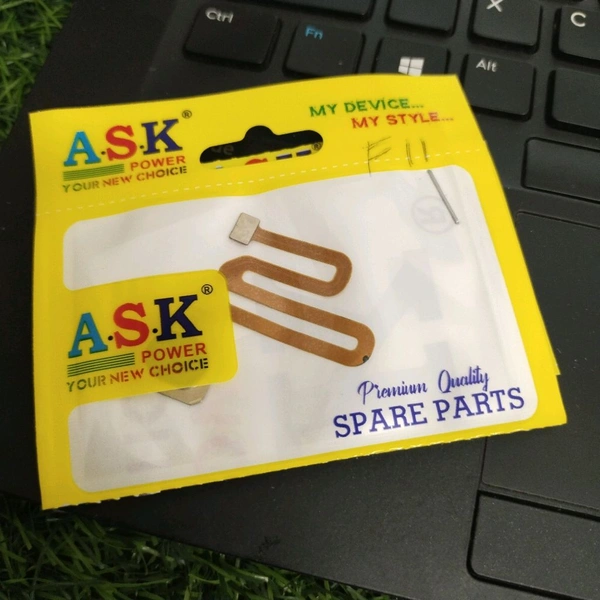 Ctrl
Fn
Alt
X
C
A.S.K®
POWER
YOUR NEW CHOICE
MY DEVICE...
MY STYLE...
F11
A.S.K®
POWER
YOUR NEW CHOICE
Premium Quality
SPARE PARTS